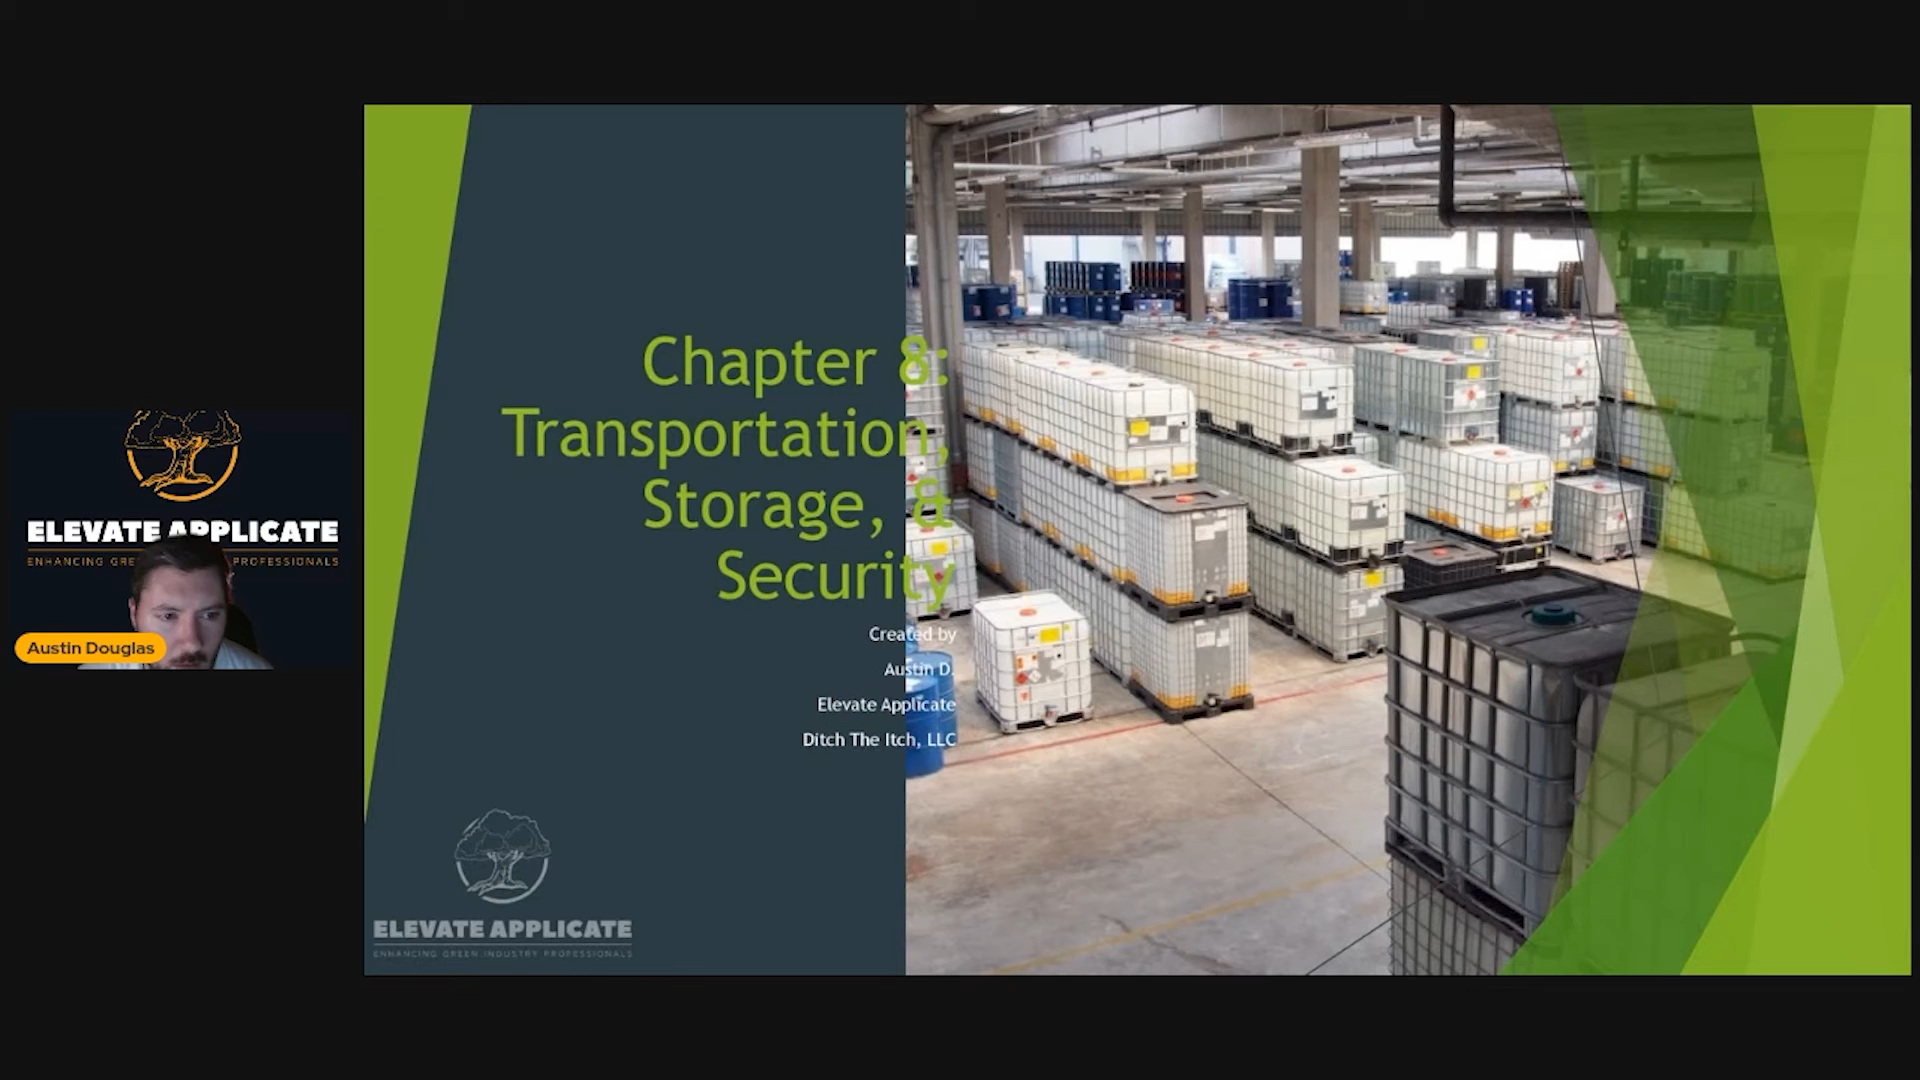 ELEVATE APPLICATE
ENHANCING GRE PROFESSIONALS
Austin Douglas
Chapter 8:
Transportation,
Storage, &
Security
Created by
Austin D.
Elevate Applicate
Ditch The Itch, LLC
ELEVATE APPLICATE
ENHANCING GREEN INDUSTRY PROFESSIONALS